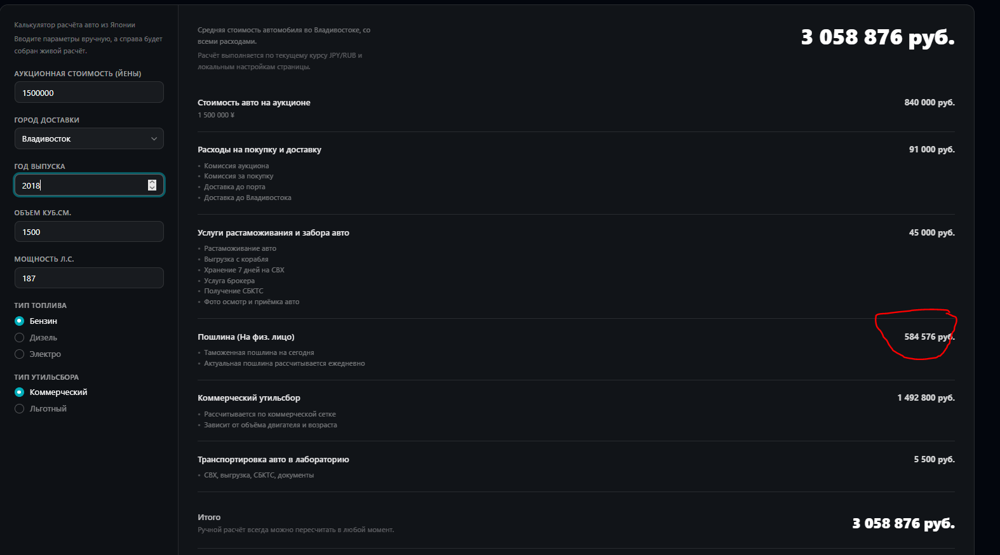 Калькулятор расчёта авто из Японии
Вводите параметры вручную, а справа будет
собран живой расчёт.
АУКЦИОННАЯ СТОИМОСТЬ (ЙЕНЫ)
1500000
ГОРОД ДОСТАВКИ
Владивосток
ГОД ВЫПУСКА
2018
ОБЪЕМ КУБ.СМ.
1500
МОЩНОСТЬ Л.С.
187
ТИП ТОПЛИВА
Бензин
Дизель
Электро
ТИП УТИЛЬСБОРА
Коммерческий
Льготный
Средняя стоимость автомобиля во Владивостоке, со
всеми расходами.
Расчёт выполняется по текущему курсу JPY/RUB и
локальным настройкам страницы.
3 058 876 руб.
Стоимость авто на аукционе 840 000 руб.
1 500 000 ¥
Расходы на покупку и доставку 91 000 руб.
• Комиссия аукциона
• Комиссия за покупку
• Доставка до порта
• Доставка до Владивостока
Услуги растаможивания и забора авто 45 000 руб.
• Растаможивание авто
• Выгрузка с корабля
• Хранение 7 дней на СВХ
• Услуга брокера
• Получение СБКТС
• Фото осмотр и приёмка авто
Пошлина (На физ. лицо) 584 576 руб.
• Таможенная пошлина на сегодня
• Актуальная пошлина рассчитывается ежедневно
Коммерческий утильсбор 1 492 800 руб.
• Рассчитывается по коммерческой сетке
• Зависит от объёма двигателя и возраста
Транспортировка авто в лабораторию 5 500 руб.
• СВХ, выгрузка, СБКТС, документы
Итого 3 058 876 руб.
Ручной расчёт всегда можно пересчитать в любой момент.